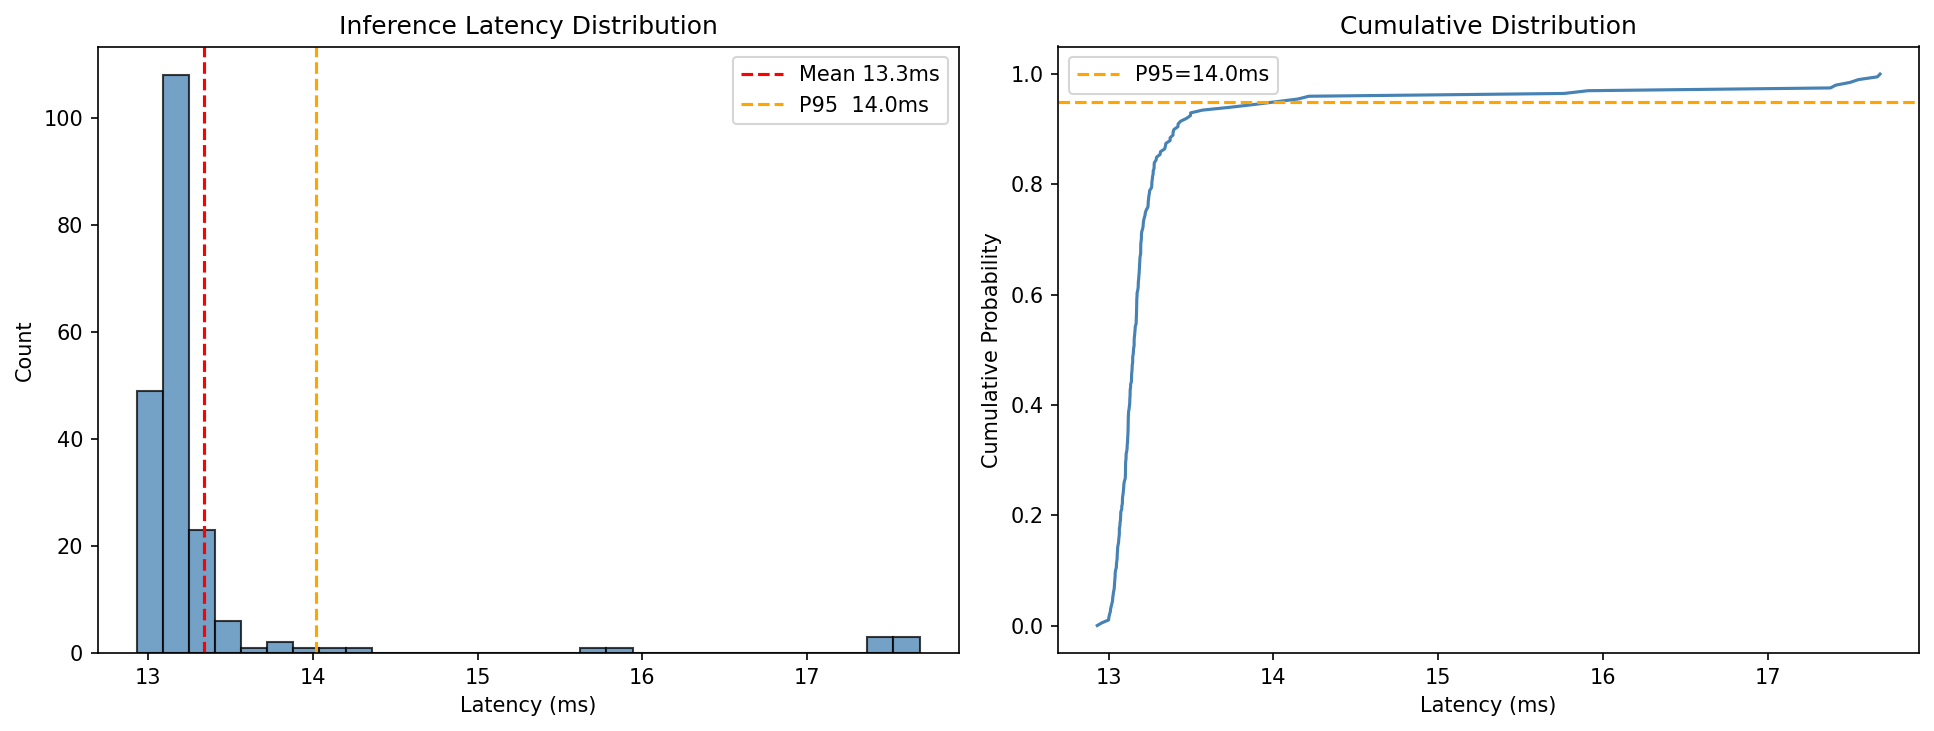 Inference Latency Distribution
Mean 13.3ms
P95  14.0ms
100
80
60
40
20
0
Count
13 14 15 16 17
Latency (ms)
Cumulative Distribution
P95=14.0ms
1.0
0.8
0.6
0.4
0.2
0.0
Cumulative Probability
13 14 15 16 17
Latency (ms)